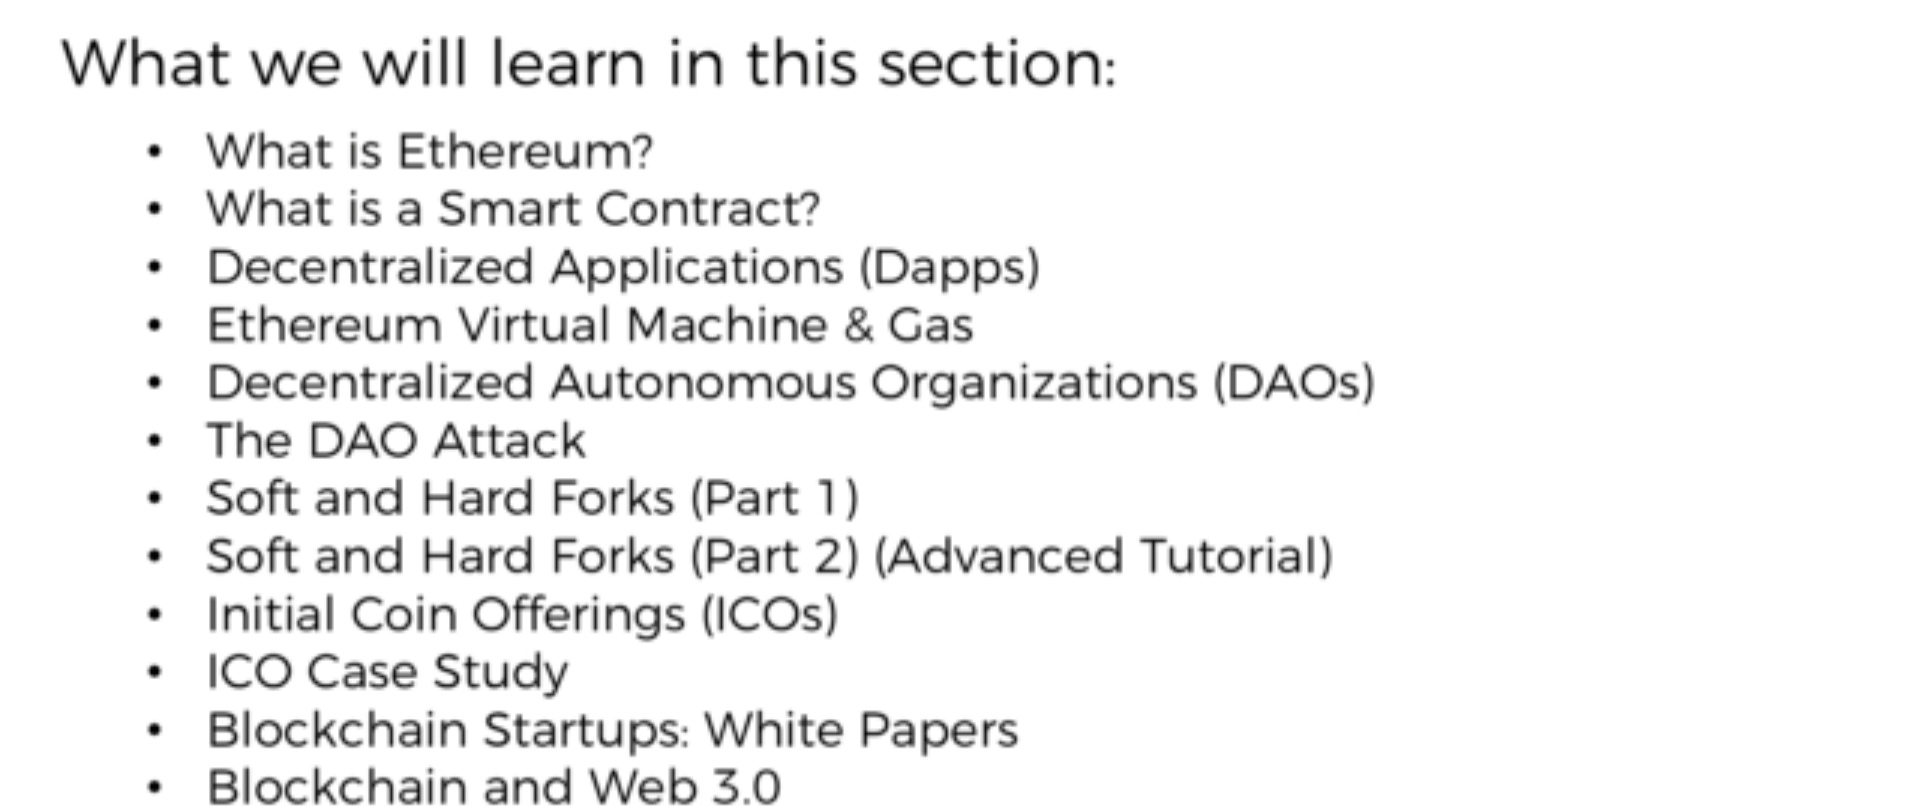 What we will learn in this section:
• What is Ethereum?
• What is a Smart Contract?
• Decentralized Applications (Dapps)
• Ethereum Virtual Machine & Gas
• Decentralized Autonomous Organizations (DAOs)
• The DAO Attack
• Soft and Hard Forks (Part 1)
• Soft and Hard Forks (Part 2) (Advanced Tutorial)
• Initial Coin Offerings (ICOs)
• ICO Case Study
• Blockchain Startups: White Papers
• Blockchain and Web 3.0